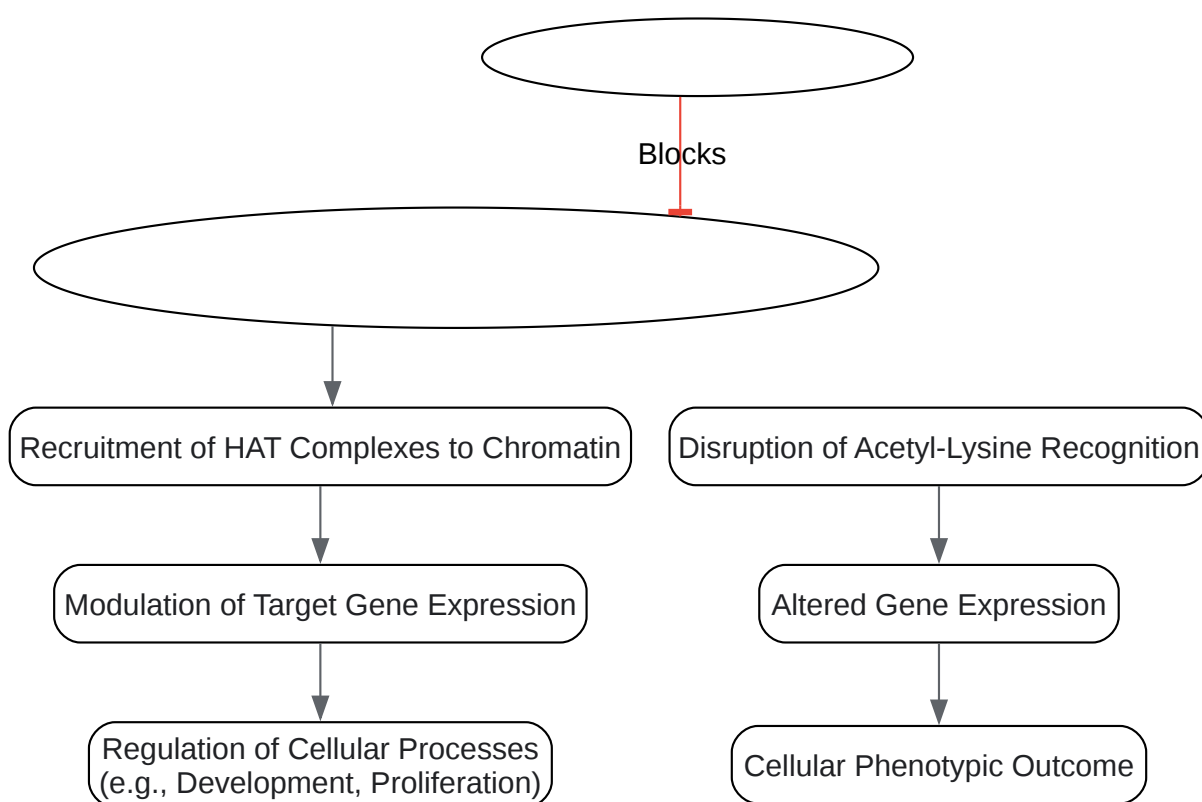 Blocks
Recruitment of HAT Complexes to Chromatin
Disruption of Acetyl-Lysine Recognition
Modulation of Target Gene Expression
Altered Gene Expression
Regulation of Cellular Processes
(e.g., Development, Proliferation)
Cellular Phenotypic Outcome